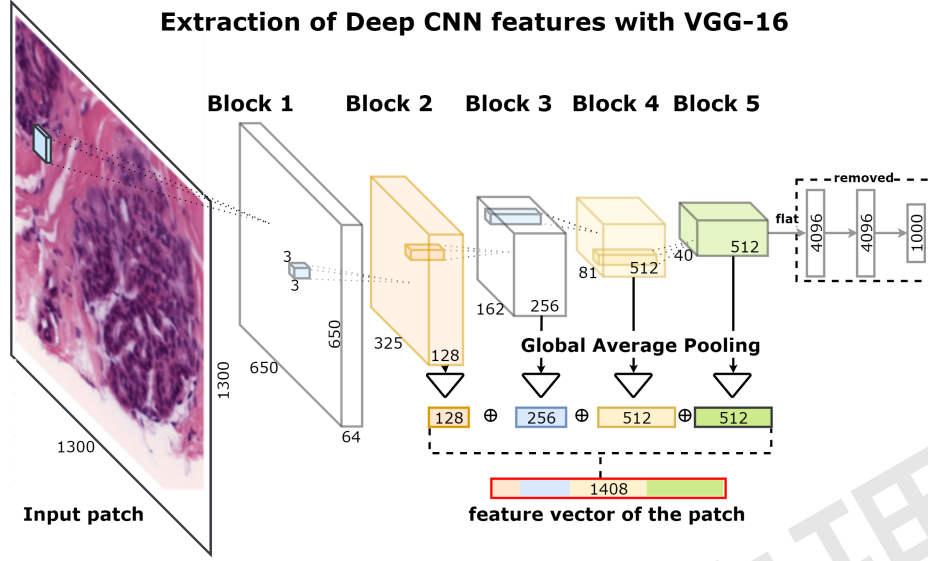 Extraction of Deep CNN features with VGG-16
Block 1
Block 2
Block 3
Block 4
Block 5
removed
flat
4096
4096
1000
3
3
650
650
64
325
128
162
256
81
512
40
512
1300
1300
Input patch
Global Average Pooling
128 ⊕ 256 ⊕ 512 ⊕ 512
1408
feature vector of the patch